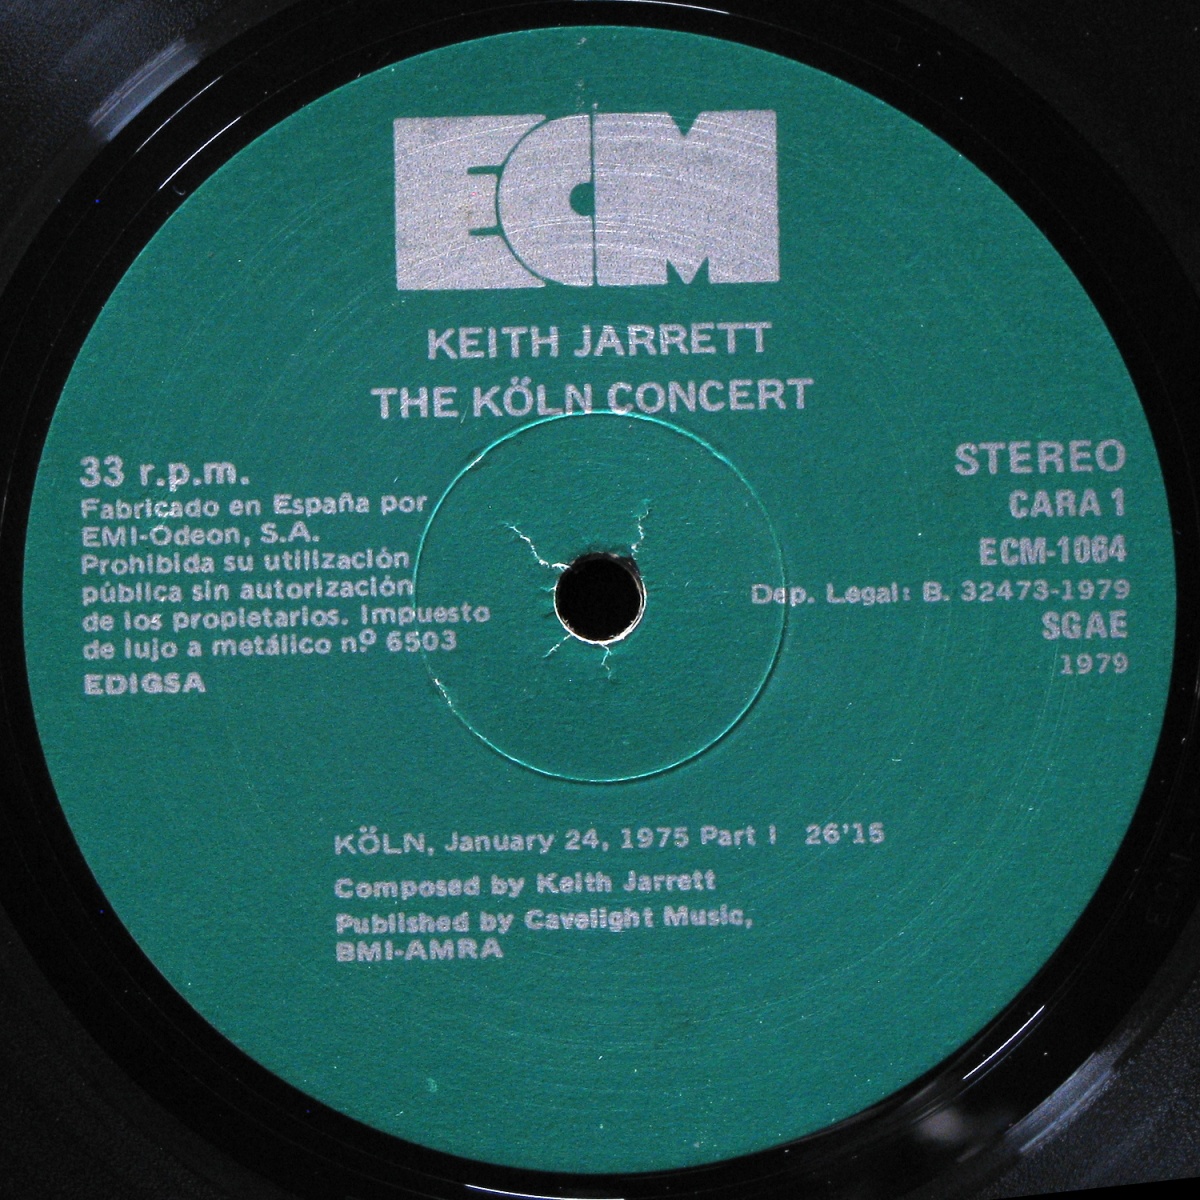 ECM
KEITH JARRETT
THE KÖLN CONCERT
33 r.p.m.
Fabricado en España por
EMI-Odeon, S.A.
Prohibida su utilización
pública sin autorización
de los propietarios. Impuesto
de lujo a metálico nº 6503
EDIGSA
STEREO
CARA 1
ECM-1064
Dep. Legal: B. 32473-1979
SGAE
1979
KÖLN, January 24, 1975 Part I 26'15
Composed by Keith Jarrett
Published by Cavelight Music,
BMI-AMRA